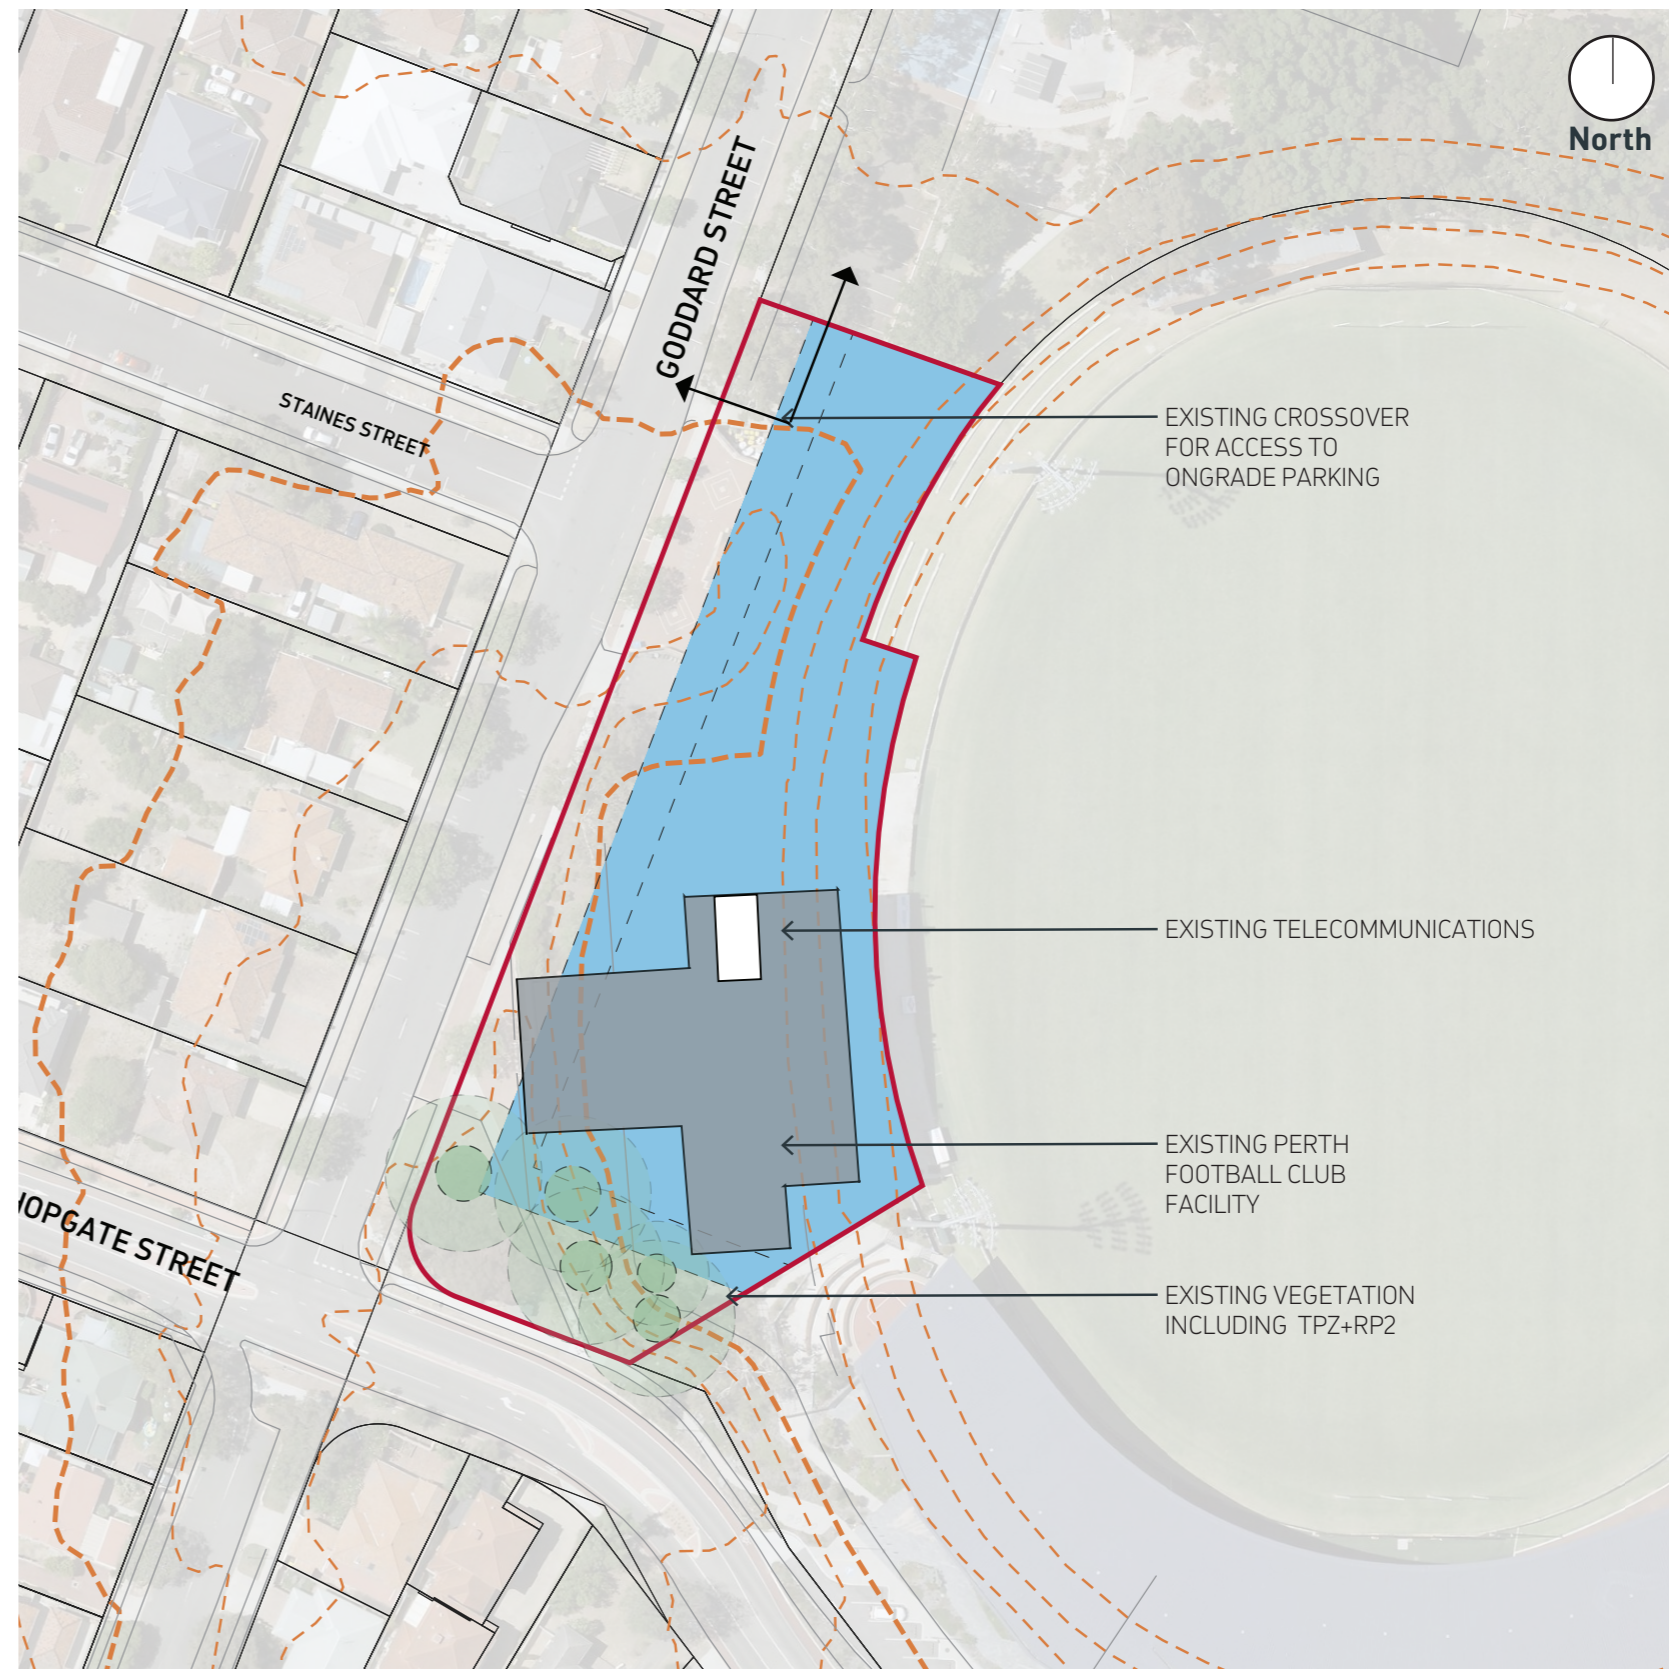 North
GODDARD STREET
STAINES STREET
EXISTING CROSSOVER
FOR ACCESS TO
ONGRADE PARKING
EXISTING TELECOMMUNICATIONS
EXISTING PERTH
FOOTBALL CLUB
FACILITY
HOPGATE STREET
EXISTING VEGETATION
INCLUDING TPZ+RP2